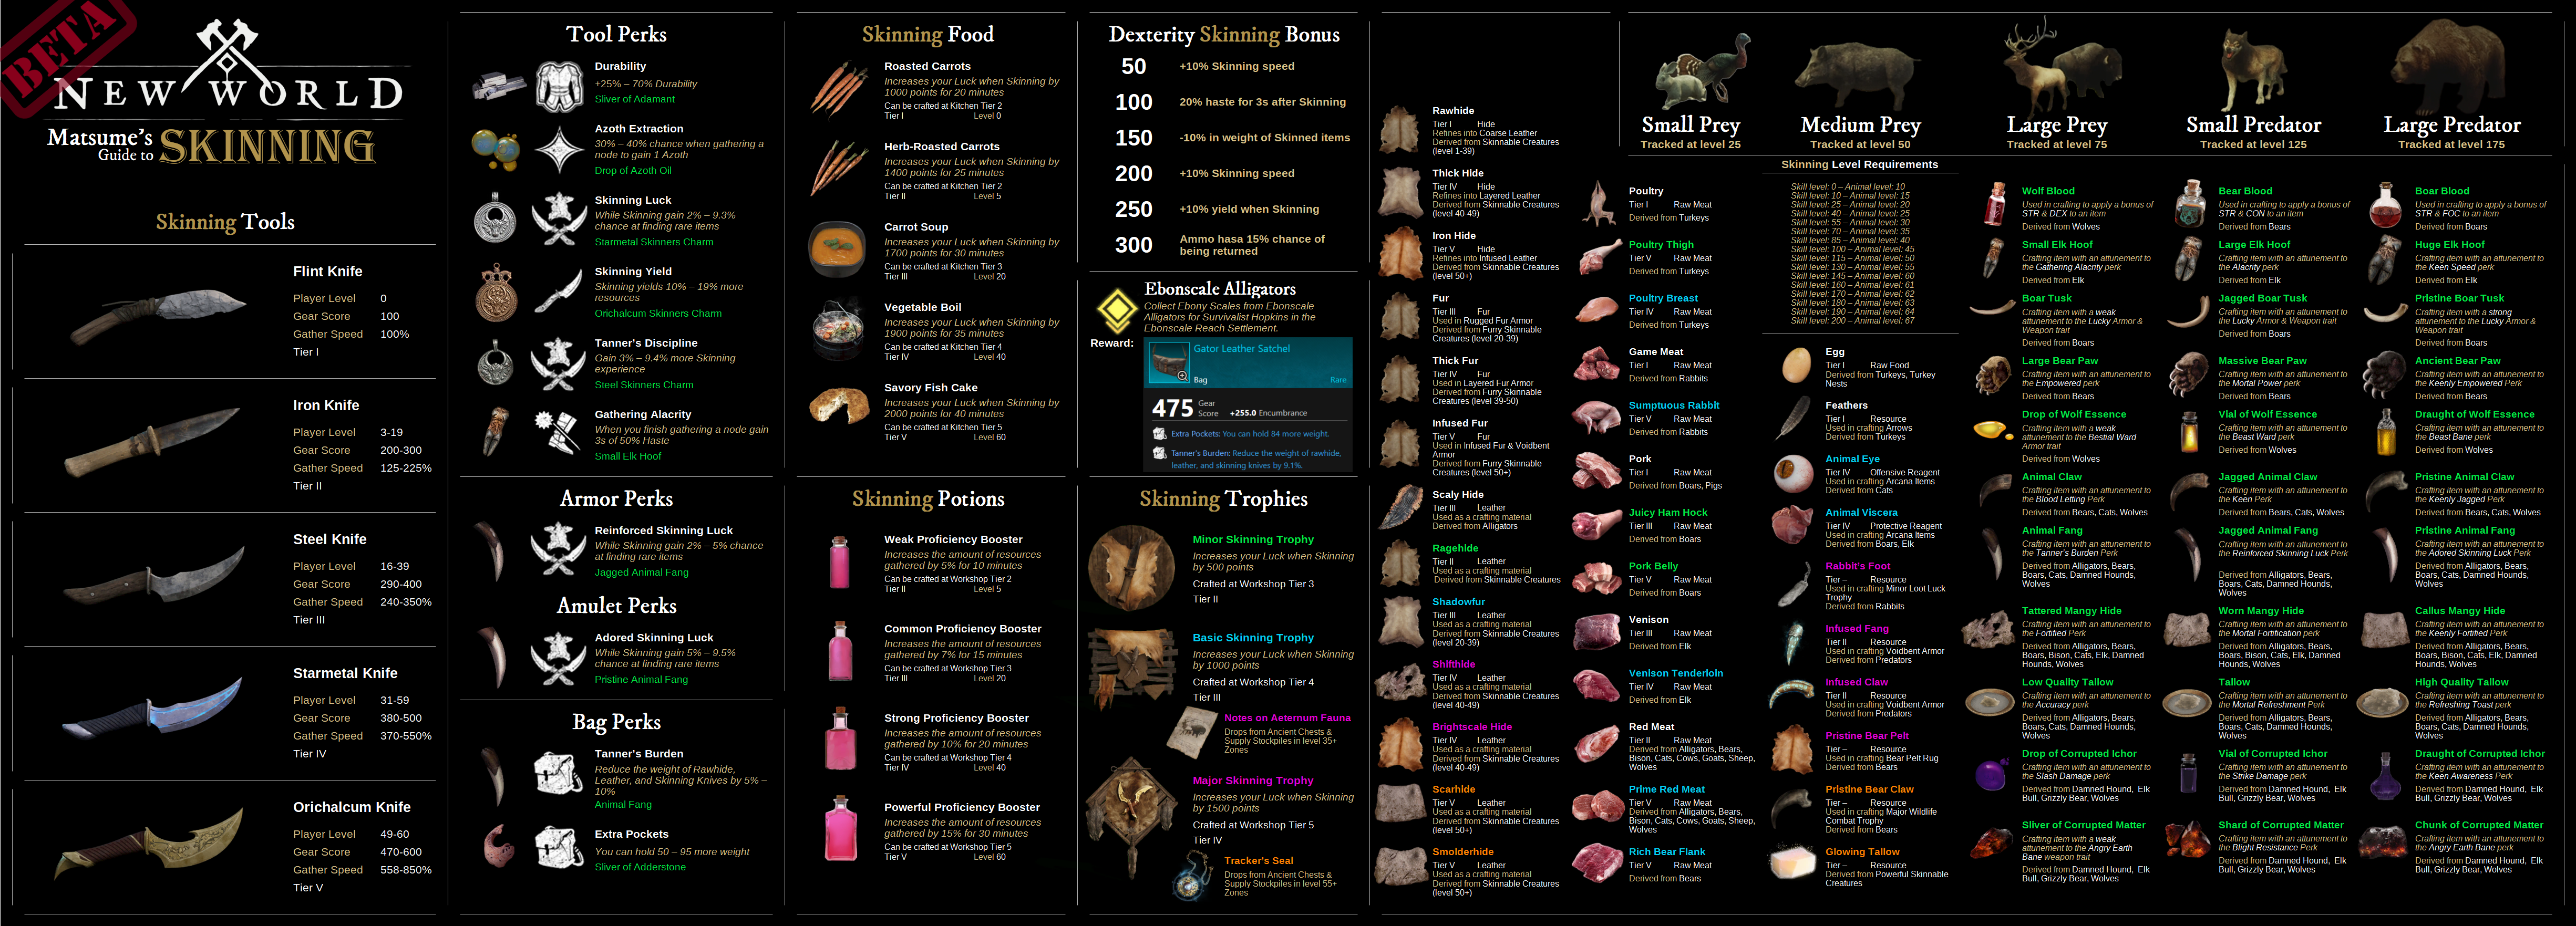 BETA
NEW WORLD
Matsume's
Guide to
SKINNING
Skinning Tools
Flint Knife
Player Level 0
Gear Score 100
Gather Speed 100%
Tier I
Iron Knife
Player Level 3-19
Gear Score 200-300
Gather Speed 125-225%
Tier II
Steel Knife
Player Level 16-39
Gear Score 290-400
Gather Speed 240-350%
Tier III
Starmetal Knife
Player Level 31-59
Gear Score 380-500
Gather Speed 370-550%
Tier IV
Orichalcum Knife
Player Level 49-60
Gear Score 470-600
Gather Speed 558-850%
Tier V
Tool Perks
Durability
+25% – 70% Durability
Sliver of Adamant
Azoth Extraction
30% – 40% chance when gathering a
node to gain 1 Azoth
Drop of Azoth Oil
Skinning Luck
While Skinning gain 2% – 9.3%
chance at finding rare items
Starmetal Skinners Charm
Skinning Yield
Skinning yields 10% – 19% more
resources
Orichalcum Skinners Charm
Tanner's Discipline
Gain 3% – 9.4% more Skinning
experience
Steel Skinners Charm
Gathering Alacrity
When you finish gathering a node gain
3s of 50% Haste
Small Elk Hoof
Armor Perks
Reinforced Skinning Luck
While Skinning gain 2% – 5% chance
at finding rare items
Jagged Animal Fang
Amulet Perks
Adored Skinning Luck
While Skinning gain 5% – 9.5%
chance at finding rare items
Pristine Animal Fang
Bag Perks
Tanner's Burden
Reduce the weight of Rawhide,
Leather, and Skinning Knives by 5% –
10%
Animal Fang
Extra Pockets
You can hold 50 – 95 more weight
Sliver of Adderstone
Skinning Food
Roasted Carrots
Increases your Luck when Skinning by
1000 points for 20 minutes
Can be crafted at Kitchen Tier 2
Tier I Level 0
Herb-Roasted Carrots
Increases your Luck when Skinning by
1400 points for 25 minutes
Can be crafted at Kitchen Tier 2
Tier II Level 5
Carrot Soup
Increases your Luck when Skinning by
1700 points for 30 minutes
Can be crafted at Kitchen Tier 3
Tier III Level 20
Vegetable Boil
Increases your Luck when Skinning by
1900 points for 35 minutes
Can be crafted at Kitchen Tier 4
Tier IV Level 40
Savory Fish Cake
Increases your Luck when Skinning by
2000 points for 40 minutes
Can be crafted at Kitchen Tier 5
Tier V Level 60
Skinning Potions
Weak Proficiency Booster
Increases the amount of resources
gathered by 5% for 10 minutes
Can be crafted at Workshop Tier 2
Tier II Level 5
Common Proficiency Booster
Increases the amount of resources
gathered by 7% for 15 minutes
Can be crafted at Workshop Tier 3
Tier III Level 20
Strong Proficiency Booster
Increases the amount of resources
gathered by 10% for 20 minutes
Can be crafted at Workshop Tier 4
Tier IV Level 40
Powerful Proficiency Booster
Increases the amount of resources
gathered by 15% for 30 minutes
Can be crafted at Workshop Tier 5
Tier V Level 60
Dexterity Skinning Bonus
50 +10% Skinning speed
100 20% haste for 3s after Skinning
150 -10% in weight of Skinned items
200 +10% Skinning speed
250 +10% yield when Skinning
300 Ammo hasa 15% chance of
being returned
Ebonscale Alligators
Collect Ebony Scales from Ebonscale
Alligators for Survivalist Hopkins in the
Ebonscale Reach Settlement.
Reward:
Gator Leather Satchel
Bag Rare
475 Gear
Score +255.0 Encumbrance
Extra Pockets: You can hold 84 more weight.
Tanner's Burden: Reduce the weight of rawhide,
leather, and skinning knives by 9.1%.
Skinning Trophies
Minor Skinning Trophy
Increases your Luck when Skinning
by 500 points
Crafted at Workshop Tier 3
Tier II
Basic Skinning Trophy
Increases your Luck when Skinning
by 1000 points
Crafted at Workshop Tier 4
Tier III
Notes on Aeternum Fauna
Drops from Ancient Chests &
Supply Stockpiles in level 35+
Zones
Major Skinning Trophy
Increases your Luck when Skinning
by 1500 points
Crafted at Workshop Tier 5
Tier IV
Tracker's Seal
Drops from Ancient Chests &
Supply Stockpiles in level 55+
Zones
Rawhide
Tier I Hide
Refines into Coarse Leather
Derived from Skinnable Creatures
(level 1-39)
Thick Hide
Tier IV Hide
Refines into Layered Leather
Derived from Skinnable Creatures
(level 40-49)
Iron Hide
Tier V Hide
Refines into Infused Leather
Derived from Skinnable Creatures
(level 50+)
Fur
Tier III Fur
Used in Rugged Fur Armor
Derived from Furry Skinnable
Creatures (level 20-39)
Thick Fur
Tier IV Fur
Used in Layered Fur Armor
Derived from Furry Skinnable
Creatures (level 39-50)
Infused Fur
Tier V Fur
Used in Infused Fur & Voidbent
Armor
Derived from Furry Skinnable
Creatures (level 50+)
Scaly Hide
Tier III Leather
Used as a crafting material
Derived from Alligators
Ragehide
Tier II Leather
Used as a crafting material
Derived from Skinnable Creatures
Shadowfur
Tier III Leather
Used as a crafting material
Derived from Skinnable Creatures
(level 20-39)
Shifthide
Tier IV Leather
Used as a crafting material
Derived from Skinnable Creatures
(level 40-49)
Brightscale Hide
Tier IV Leather
Used as a crafting material
Derived from Skinnable Creatures
(level 40-49)
Scarhide
Tier V Leather
Used as a crafting material
Derived from Skinnable Creatures
(level 50+)
Smolderhide
Tier V Leather
Used as a crafting material
Derived from Skinnable Creatures
(level 50+)
Small Prey
Tracked at level 25
Medium Prey
Tracked at level 50
Large Prey
Tracked at level 75
Small Predator
Tracked at level 125
Large Predator
Tracked at level 175
Poultry
Tier I Raw Meat
Derived from Turkeys
Poultry Thigh
Tier V Raw Meat
Derived from Turkeys
Poultry Breast
Tier IV Raw Meat
Derived from Turkeys
Game Meat
Tier I Raw Meat
Derived from Rabbits
Sumptuous Rabbit
Tier V Raw Meat
Derived from Rabbits
Pork
Tier I Raw Meat
Derived from Boars, Pigs
Juicy Ham Hock
Tier III Raw Meat
Derived from Boars
Pork Belly
Tier V Raw Meat
Derived from Boars
Venison
Tier III Raw Meat
Derived from Elk
Venison Tenderloin
Tier IV Raw Meat
Derived from Elk
Red Meat
Tier II Raw Meat
Derived from Alligators, Bears,
Bison, Cats, Cows, Goats, Sheep,
Wolves
Prime Red Meat
Tier V Raw Meat
Derived from Alligators, Bears,
Bison, Cats, Cows, Goats, Sheep,
Wolves
Rich Bear Flank
Tier V Raw Meat
Derived from Bears
Skinning Level Requirements
Skill level: 0 – Animal level: 10
Skill level: 10 – Animal level: 15
Skill level: 25 – Animal level: 20
Skill level: 40 – Animal level: 25
Skill level: 55 – Animal level: 30
Skill level: 70 – Animal level: 35
Skill level: 85 – Animal level: 40
Skill level: 100 – Animal level: 45
Skill level: 115 – Animal level: 50
Skill level: 130 – Animal level: 55
Skill level: 145 – Animal level: 60
Skill level: 160 – Animal level: 61
Skill level: 170 – Animal level: 62
Skill level: 180 – Animal level: 63
Skill level: 190 – Animal level: 64
Skill level: 200 – Animal level: 67
Egg
Tier I Raw Food
Derived from Turkeys, Turkey
Nests
Feathers
Tier I Resource
Used in crafting Arrows
Derived from Turkeys
Animal Eye
Tier IV Offensive Reagent
Used in crafting Arcana Items
Derived from Cats
Animal Viscera
Tier IV Protective Reagent
Used in crafting Arcana Items
Derived from Boars, Elk
Rabbit's Foot
Tier – Resource
Used in crafting Minor Loot Luck
Trophy
Derived from Rabbits
Infused Fang
Tier II Resource
Used in crafting Voidbent Armor
Derived from Predators
Infused Claw
Tier II Resource
Used in crafting Voidbent Armor
Derived from Predators
Pristine Bear Pelt
Tier – Resource
Used in crafting Bear Pelt Rug
Derived from Bears
Pristine Bear Claw
Tier – Resource
Used in crafting Major Wildlife
Combat Trophy
Derived from Bears
Glowing Tallow
Tier – Resource
Derived from Powerful Skinnable
Creatures
Wolf Blood
Used in crafting to apply a bonus of
STR & DEX to an item
Derived from Wolves
Small Elk Hoof
Crafting item with an attunement to
the Gathering Alacrity perk
Derived from Elk
Boar Tusk
Crafting item with a weak
attunement to the Lucky Armor &
Weapon trait
Derived from Boars
Large Bear Paw
Crafting item with an attunement to
the Empowered perk
Derived from Bears
Drop of Wolf Essence
Crafting item with a weak
attunement to the Bestial Ward
Armor trait
Derived from Wolves
Animal Claw
Crafting item with an attunement to
the Blood Letting Perk
Derived from Bears, Cats, Wolves
Animal Fang
Crafting item with an attunement to
the Tanner's Burden Perk
Derived from Alligators, Bears,
Boars, Cats, Damned Hounds,
Wolves
Tattered Mangy Hide
Crafting item with an attunement to
the Fortified Perk
Derived from Alligators, Bears,
Boars, Bison, Cats, Elk, Damned
Hounds, Wolves
Low Quality Tallow
Crafting item with an attunement to
the Accuracy perk
Derived from Alligators, Bears,
Boars, Cats, Damned Hounds,
Wolves
Drop of Corrupted Ichor
Crafting item with an attunement to
the Slash Damage perk
Derived from Damned Hound, Elk
Bull, Grizzly Bear, Wolves
Sliver of Corrupted Matter
Crafting item with a weak
attunement to the Angry Earth
Bane weapon trait
Derived from Damned Hound, Elk
Bull, Grizzly Bear, Wolves
Bear Blood
Used in crafting to apply a bonus of
STR & CON to an item
Derived from Bears
Large Elk Hoof
Crafting item with an attunement to
the Alacrity perk
Derived from Elk
Jagged Boar Tusk
Crafting item with an attunement to
the Lucky Armor & Weapon trait
Derived from Boars
Massive Bear Paw
Crafting item with an attunement to
the Mortal Power perk
Derived from Bears
Vial of Wolf Essence
Crafting item with an attunement to
the Beast Ward perk
Derived from Wolves
Jagged Animal Claw
Crafting item with an attunement to
the Keen Perk
Derived from Bears, Cats, Wolves
Jagged Animal Fang
Crafting item with an attunement to
the Reinforced Skinning Luck Perk
Derived from Alligators, Bears,
Boars, Cats, Damned Hounds,
Wolves
Worn Mangy Hide
Crafting item with an attunement to
the Mortal Fortification perk
Derived from Alligators, Bears,
Boars, Bison, Cats, Elk, Damned
Hounds, Wolves
Tallow
Crafting item with an attunement to
the Mortal Refreshment Perk
Derived from Alligators, Bears,
Boars, Cats, Damned Hounds,
Wolves
Vial of Corrupted Ichor
Crafting item with an attunement to
the Strike Damage perk
Derived from Damned Hound, Elk
Bull, Grizzly Bear, Wolves
Shard of Corrupted Matter
Crafting item with an attunement to
the Blight Resistance Perk
Derived from Damned Hound, Elk
Bull, Grizzly Bear, Wolves
Boar Blood
Used in crafting to apply a bonus of
STR & FOC to an item
Derived from Boars
Huge Elk Hoof
Crafting item with an attunement to
the Keen Speed perk
Derived from Elk
Pristine Boar Tusk
Crafting item with a strong
attunement to the Lucky Armor &
Weapon trait
Derived from Boars
Ancient Bear Paw
Crafting item with an attunement to
the Keenly Empowered Perk
Derived from Bears
Draught of Wolf Essence
Crafting item with an attunement to
the Beast Bane perk
Derived from Wolves
Pristine Animal Claw
Crafting item with an attunement to
the Keenly Jagged Perk
Derived from Bears, Cats, Wolves
Pristine Animal Fang
Crafting item with an attunement to
the Adored Skinning Luck Perk
Derived from Alligators, Bears,
Boars, Cats, Damned Hounds,
Wolves
Callus Mangy Hide
Crafting item with an attunement to
the Keenly Fortified Perk
Derived from Alligators, Bears,
Boars, Bison, Cats, Elk, Damned
Hounds, Wolves
High Quality Tallow
Crafting item with an attunement to
the Refreshing Toast perk
Derived from Alligators, Bears,
Boars, Cats, Damned Hounds,
Wolves
Draught of Corrupted Ichor
Crafting item with an attunement to
the Keen Awareness Perk
Derived from Damned Hound, Elk
Bull, Grizzly Bear, Wolves
Chunk of Corrupted Matter
Crafting item with an attunement to
the Angry Earth Bane perk
Derived from Damned Hound, Elk
Bull, Grizzly Bear, Wolves